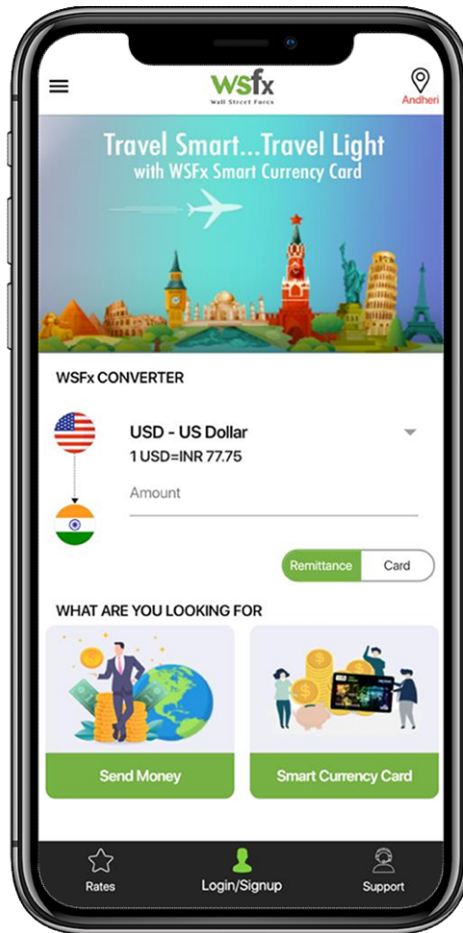 wsfx
Wall Street Forex
Andheri
Travel Smart...Travel Light
with WSFx Smart Currency Card
WSFx CONVERTER
USD - US Dollar
1 USD=INR 77.75
Amount
Remittance
Card
WHAT ARE YOU LOOKING FOR
Send Money
Smart Currency Card
Rates
Login/Signup
Support